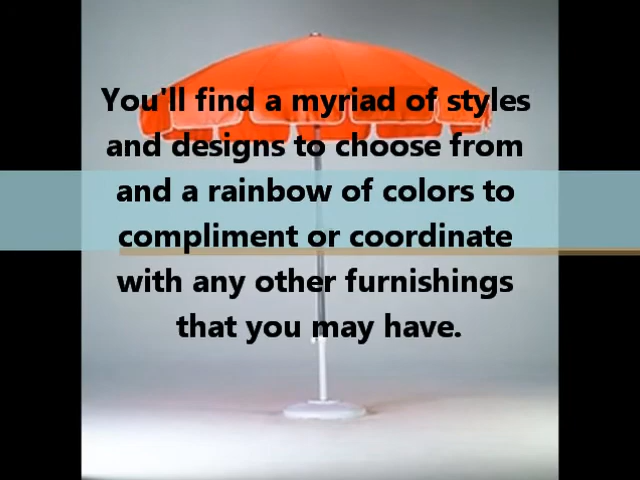 You'll find a myriad of styles
and designs to choose from
and a rainbow of colors to
compliment or coordinate
with any other furnishings
that you may have.